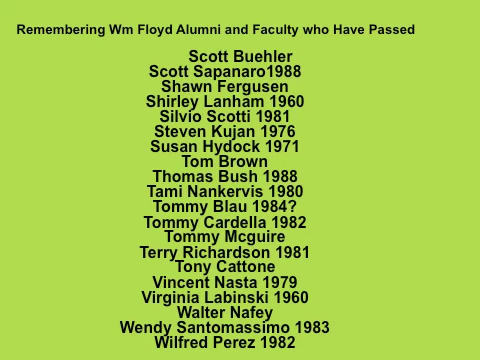 Remembering Wm Floyd Alumni and Faculty who Have Passed
Scott Buehler
Scott Sapanaro1988
Shawn Fergusen
Shirley Lanham 1960
Silvio Scotti 1981
Steven Kujan 1976
Susan Hydock 1971
Tom Brown
Thomas Bush 1988
Tami Nankervis 1980
Tommy Blau 1984?
Tommy Cardella 1982
Tommy Mcguire
Terry Richardson 1981
Tony Cattone
Vincent Nasta 1979
Virginia Labinski 1960
Walter Nafey
Wendy Santomassimo 1983
Wilfred Perez 1982